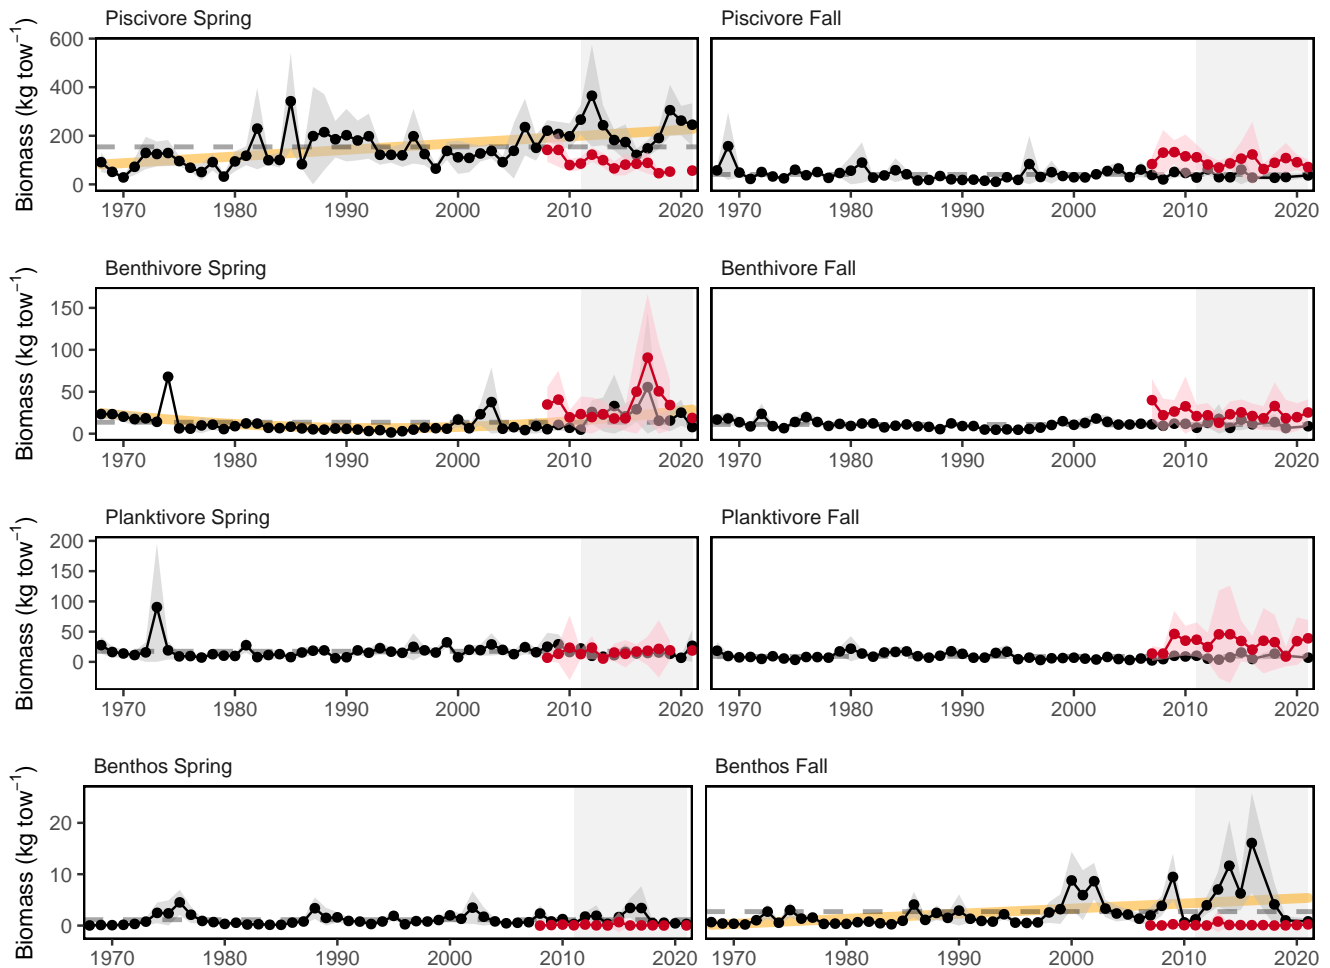 Piscivore Spring
Piscivore Fall
Biomass (kg tow⁻¹)
600
400
200
0
1970 1980 1990 2000 2010 2020
1970 1980 1990 2000 2010 2020
Benthivore Spring
Benthivore Fall
Biomass (kg tow⁻¹)
150
100
50
0
1970 1980 1990 2000 2010 2020
1970 1980 1990 2000 2010 2020
Planktivore Spring
Planktivore Fall
Biomass (kg tow⁻¹)
200
150
100
50
0
1970 1980 1990 2000 2010 2020
1970 1980 1990 2000 2010 2020
Benthos Spring
Benthos Fall
Biomass (kg tow⁻¹)
20
10
0
1970 1980 1990 2000 2010 2020
1970 1980 1990 2000 2010 2020